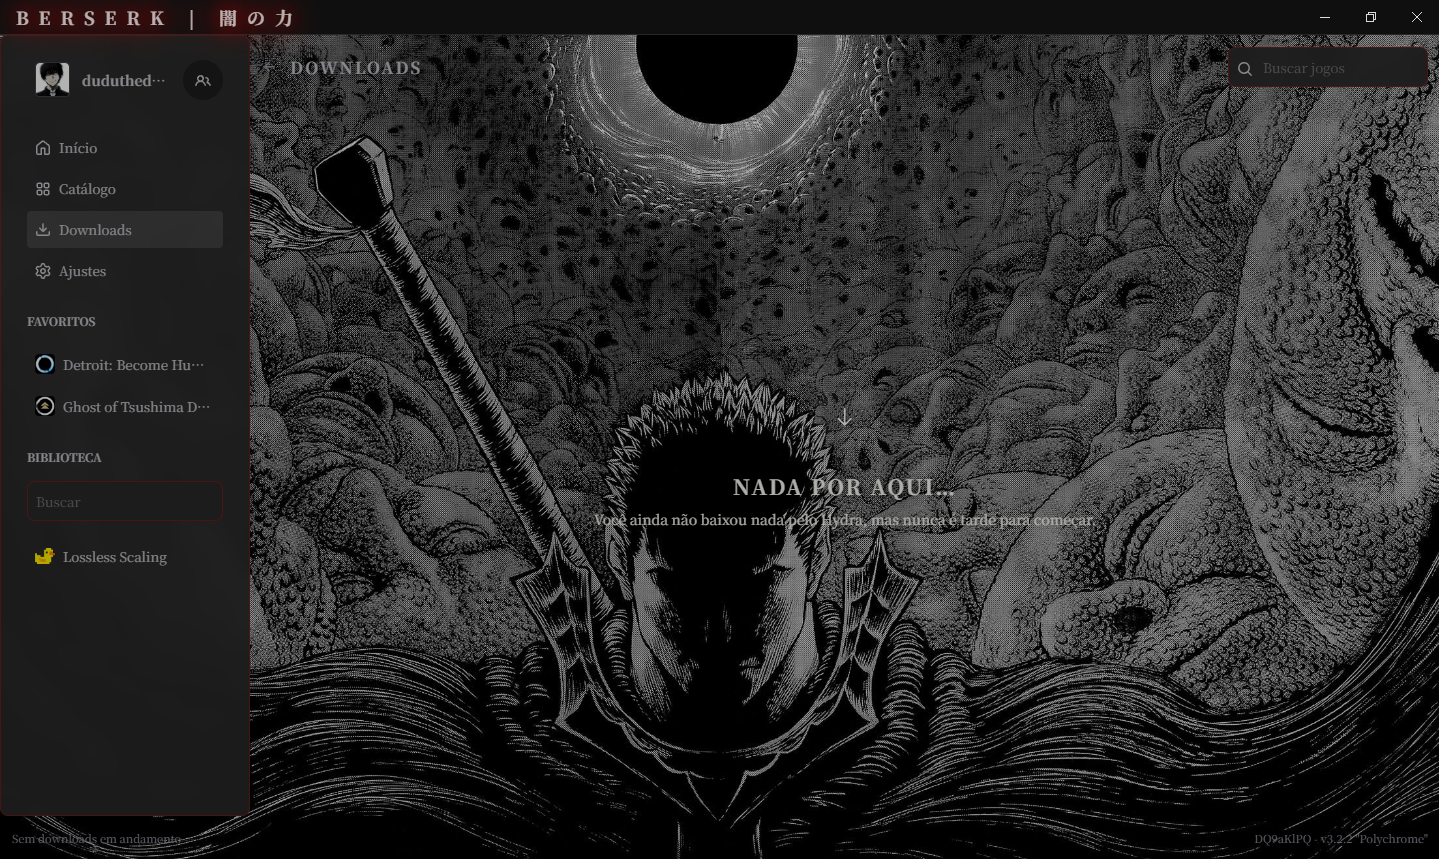 BERSERK | 闇の力
duduthed…
DOWNLOADS
Buscar jogos
Início
Catálogo
Downloads
Ajustes
FAVORITOS
Detroit: Become Hu…
Ghost of Tsushima D…
BIBLIOTECA
Buscar
Lossless Scaling
NADA POR AQUI…
Você ainda não baixou nada pelo Hydra, mas nunca é tarde para começar.
Sem downloads em andamento
DQ9aKlPQ - v3.2.2 "Polychrome"